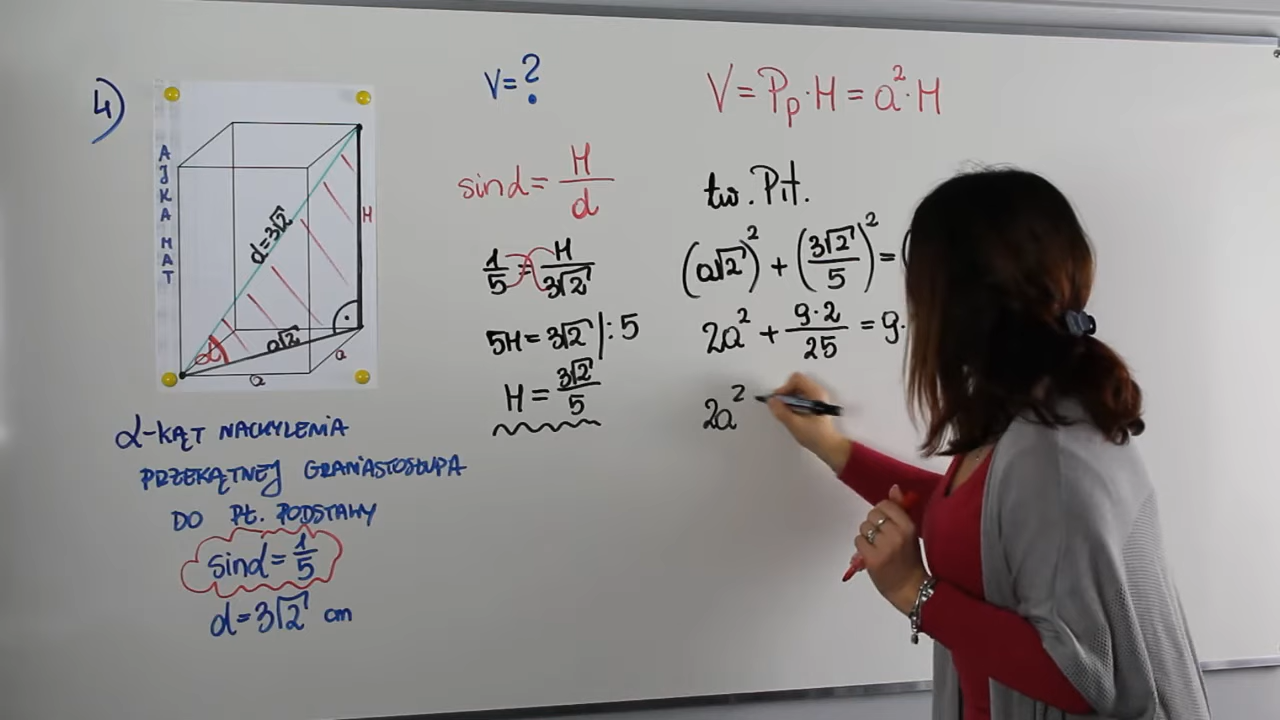 4)
AJKA MAT
d=3√2
H
α
a√2
a
a
α-KĄT NACHYLENIA
PRZEKĄTNEJ GRANIASTOSŁUPA
DO PŁ. PODSTAWY
sinα=1/5
d=3√2 cm
V=?
sinα=H/d
1/5=H/3√2
5H=3√2 |:5
H=3√2/5
V=Pp·H=a²·H
tw. Pit.
(a√2)²+(3√2/5)²=(
2a²+9·2/25=9·
2a²